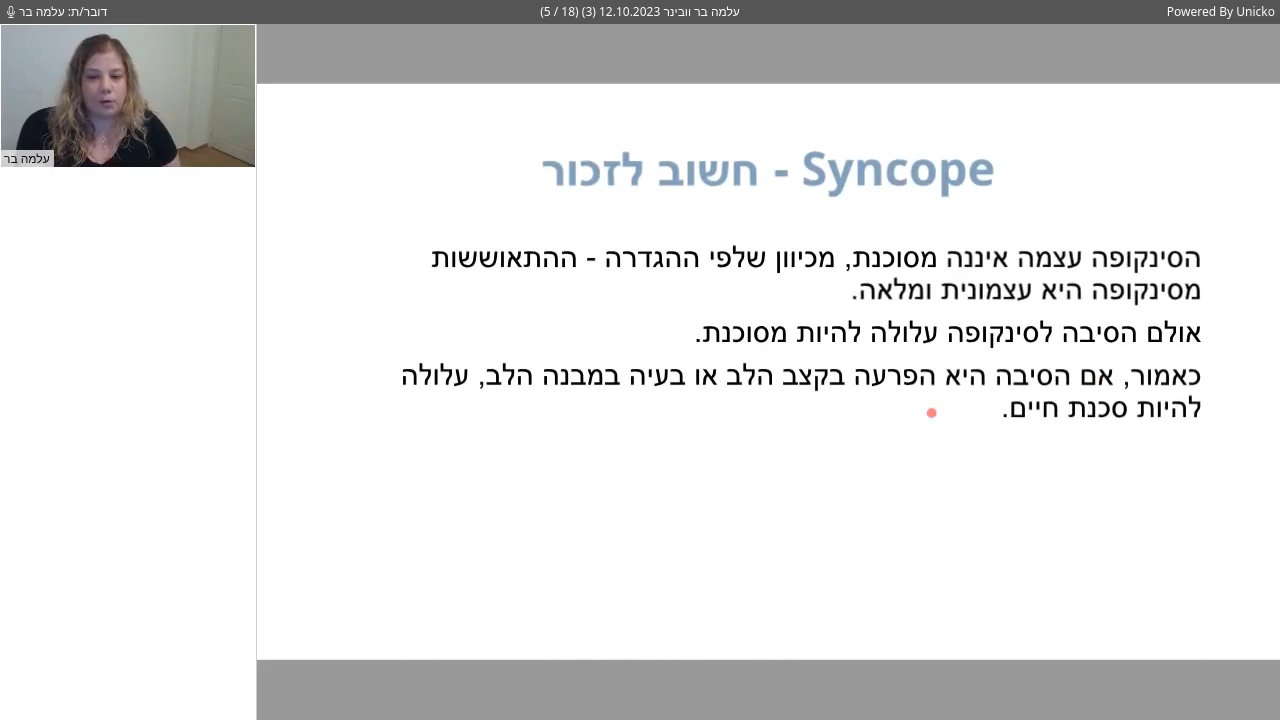 דובר/ת: עלמה בר
עלמה בר וובינר 12.10.2023 (3) (18 / 5)
Powered By Unicko
עלמה בר
Syncope - חשוב לזכור
הסינקופה עצמה איננה מסוכנת, מכיוון שלפי ההגדרה - ההתאוששות
מסינקופה היא עצמונית ומלאה.
אולם הסיבה לסינקופה עלולה להיות מסוכנת.
כאמור, אם הסיבה היא הפרעה בקצב הלב או בעיה במבנה הלב, עלולה
להיות סכנת חיים.